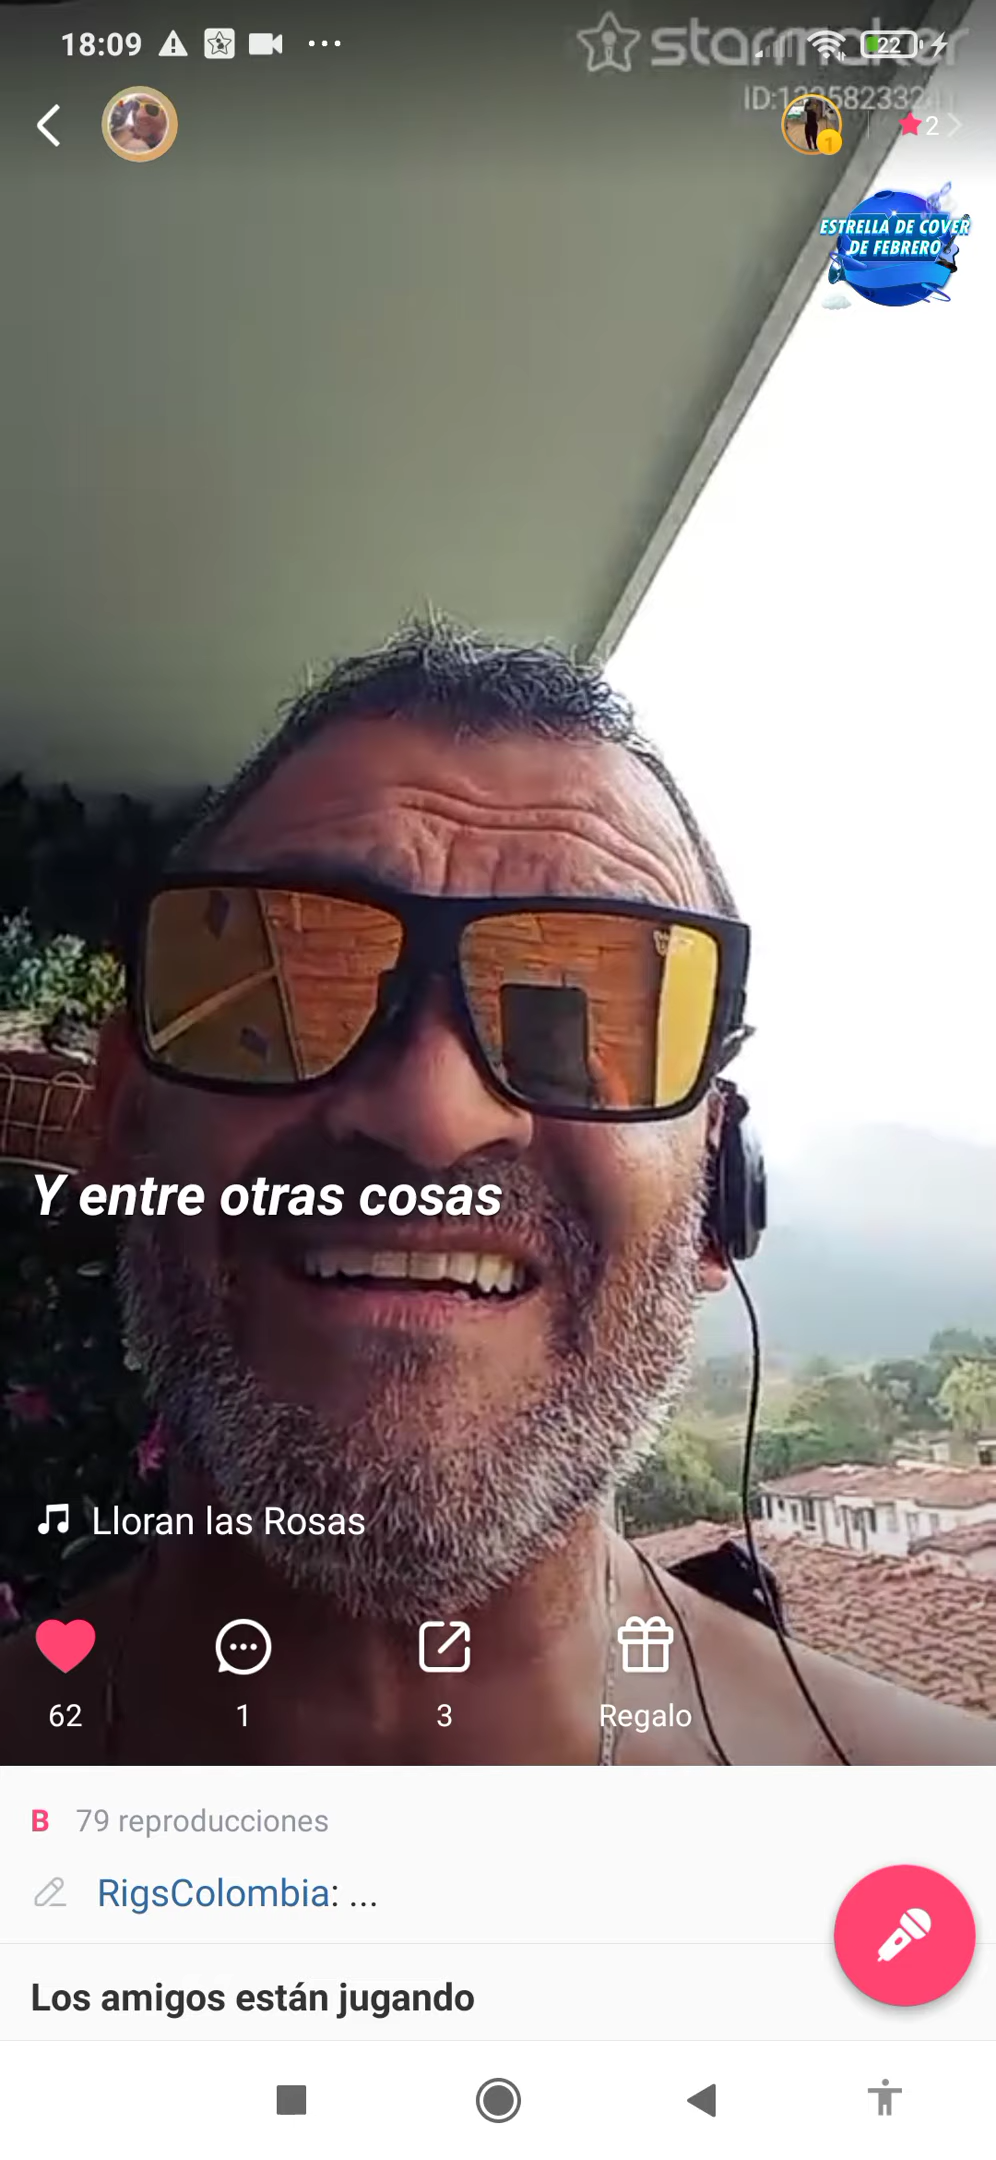 18:09
22
starmaker
2
ESTRELLA DE COVER
DE FEBRERO
1
Y entre otras cosas
Lloran las Rosas
62
1
3
Regalo
B 79 reproducciones
RigsColombia: ...
Los amigos están jugando